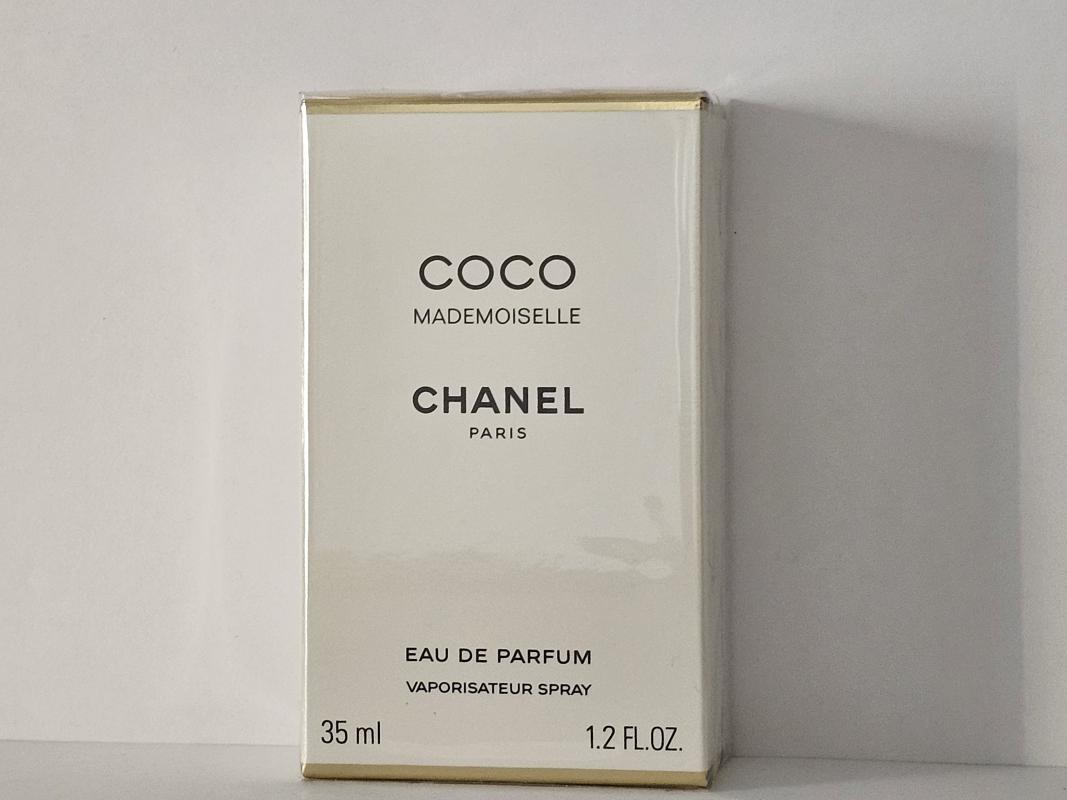 COCO
MADEMOISELLE
CHANEL
PARIS
EAU DE PARFUM
VAPORISATEUR SPRAY
35 ml 1.2 FL.OZ.